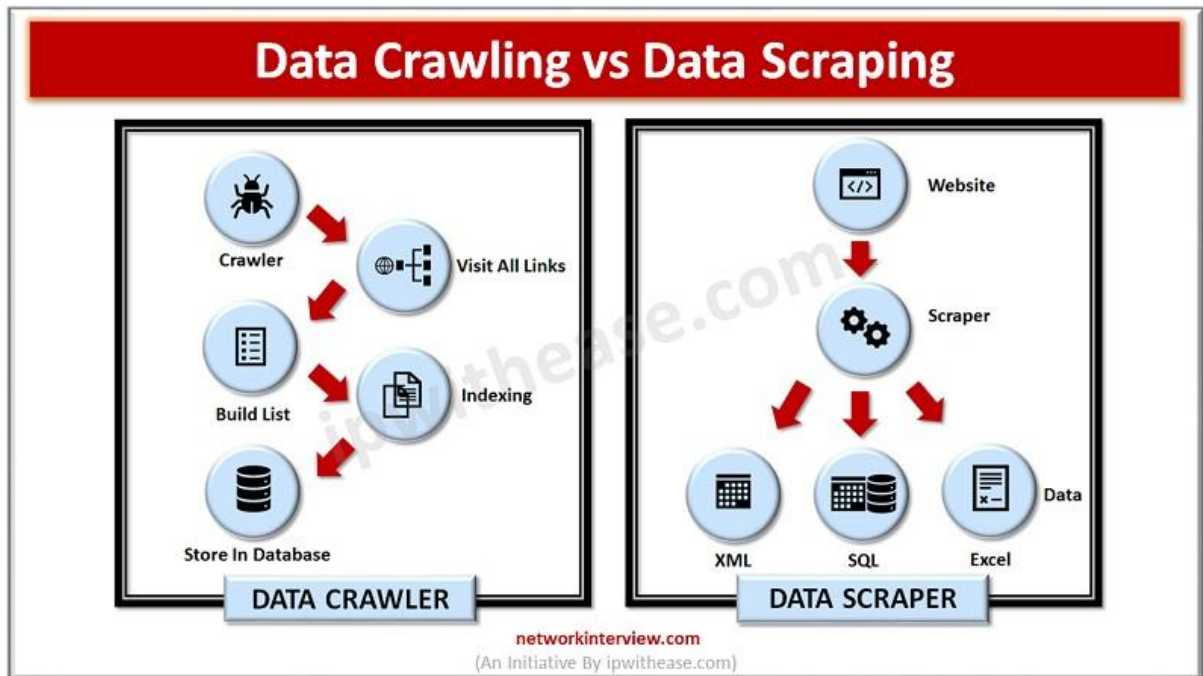 Data Crawling vs Data Scraping
Crawler
Visit All Links
Build List
Indexing
Store In Database
DATA CRAWLER
Website
</>
Scraper
Data
XML
SQL
Excel
DATA SCRAPER
ipwithease.com
networkinterview.com
(An Initiative By ipwithease.com)